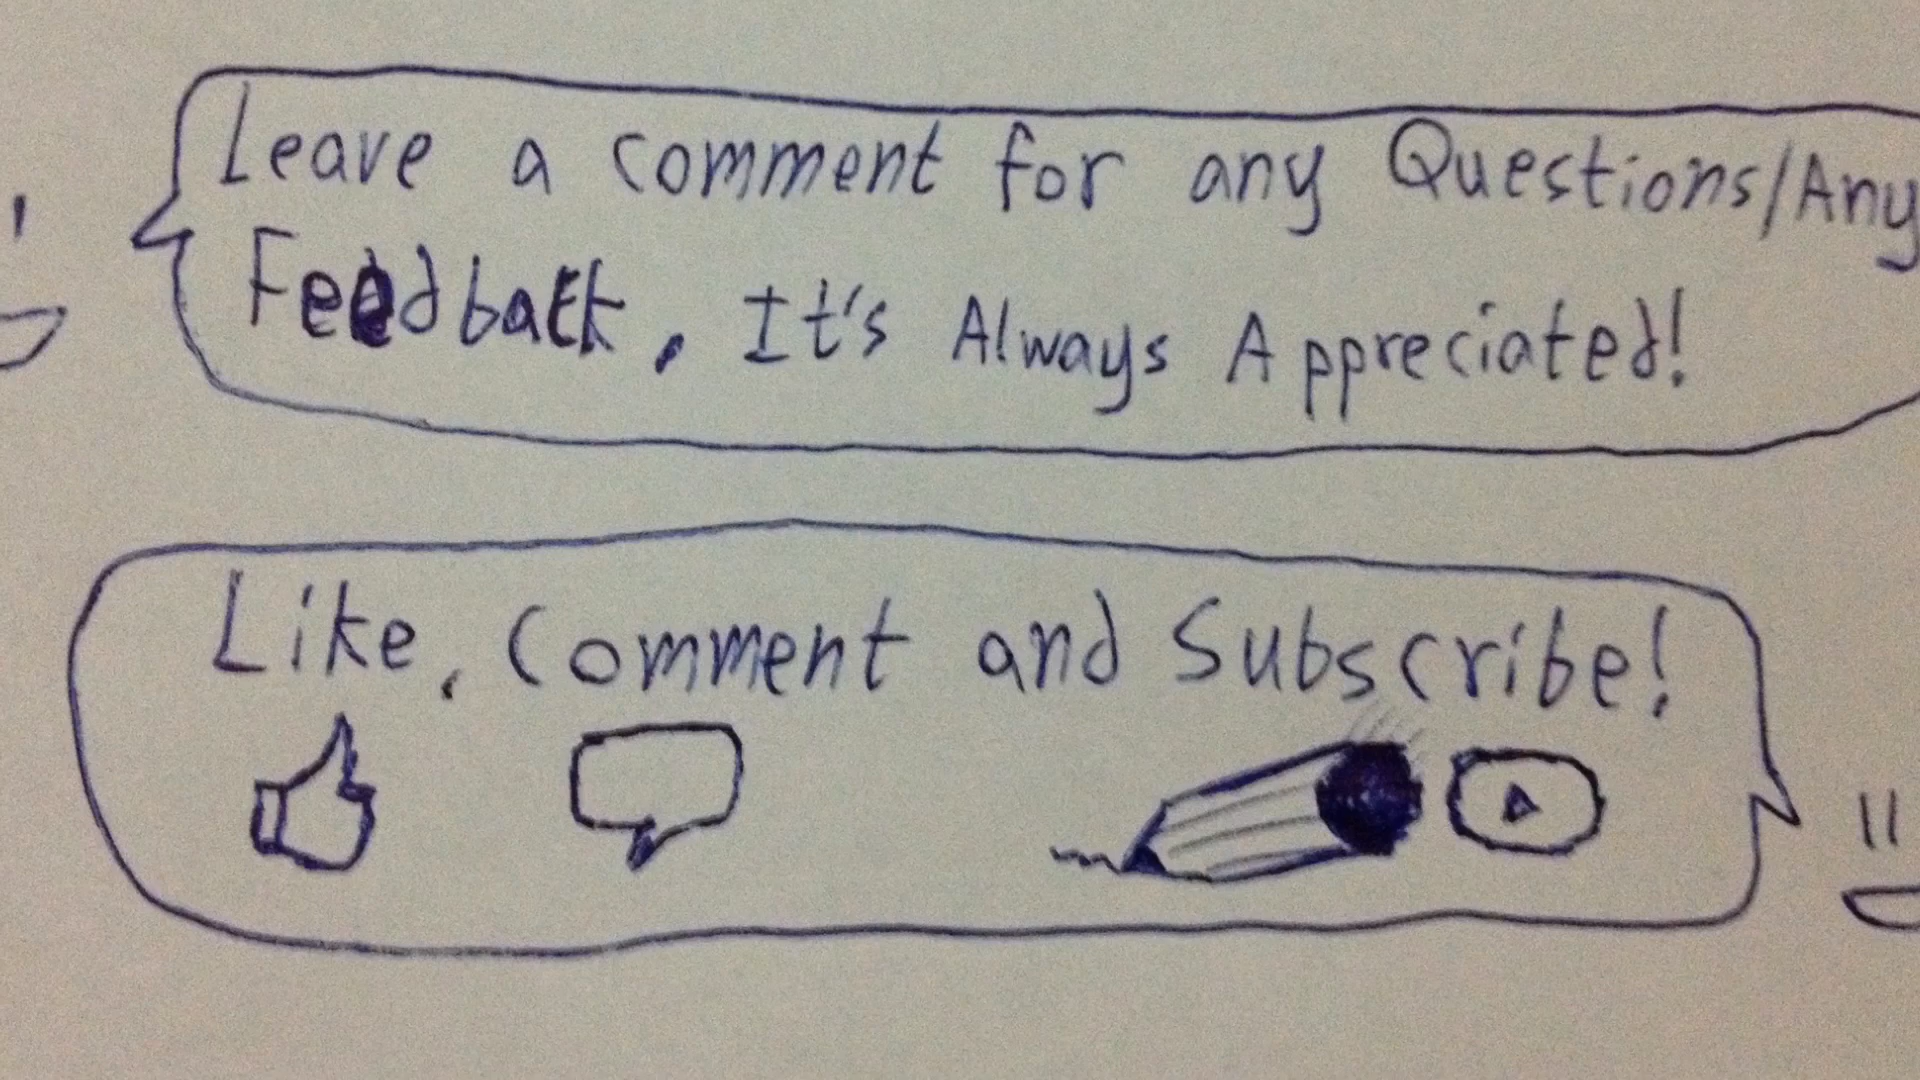 Leave a comment for any Questions/Any
Feedback, It's Always Appreciated!
Like, Comment and Subscribe!